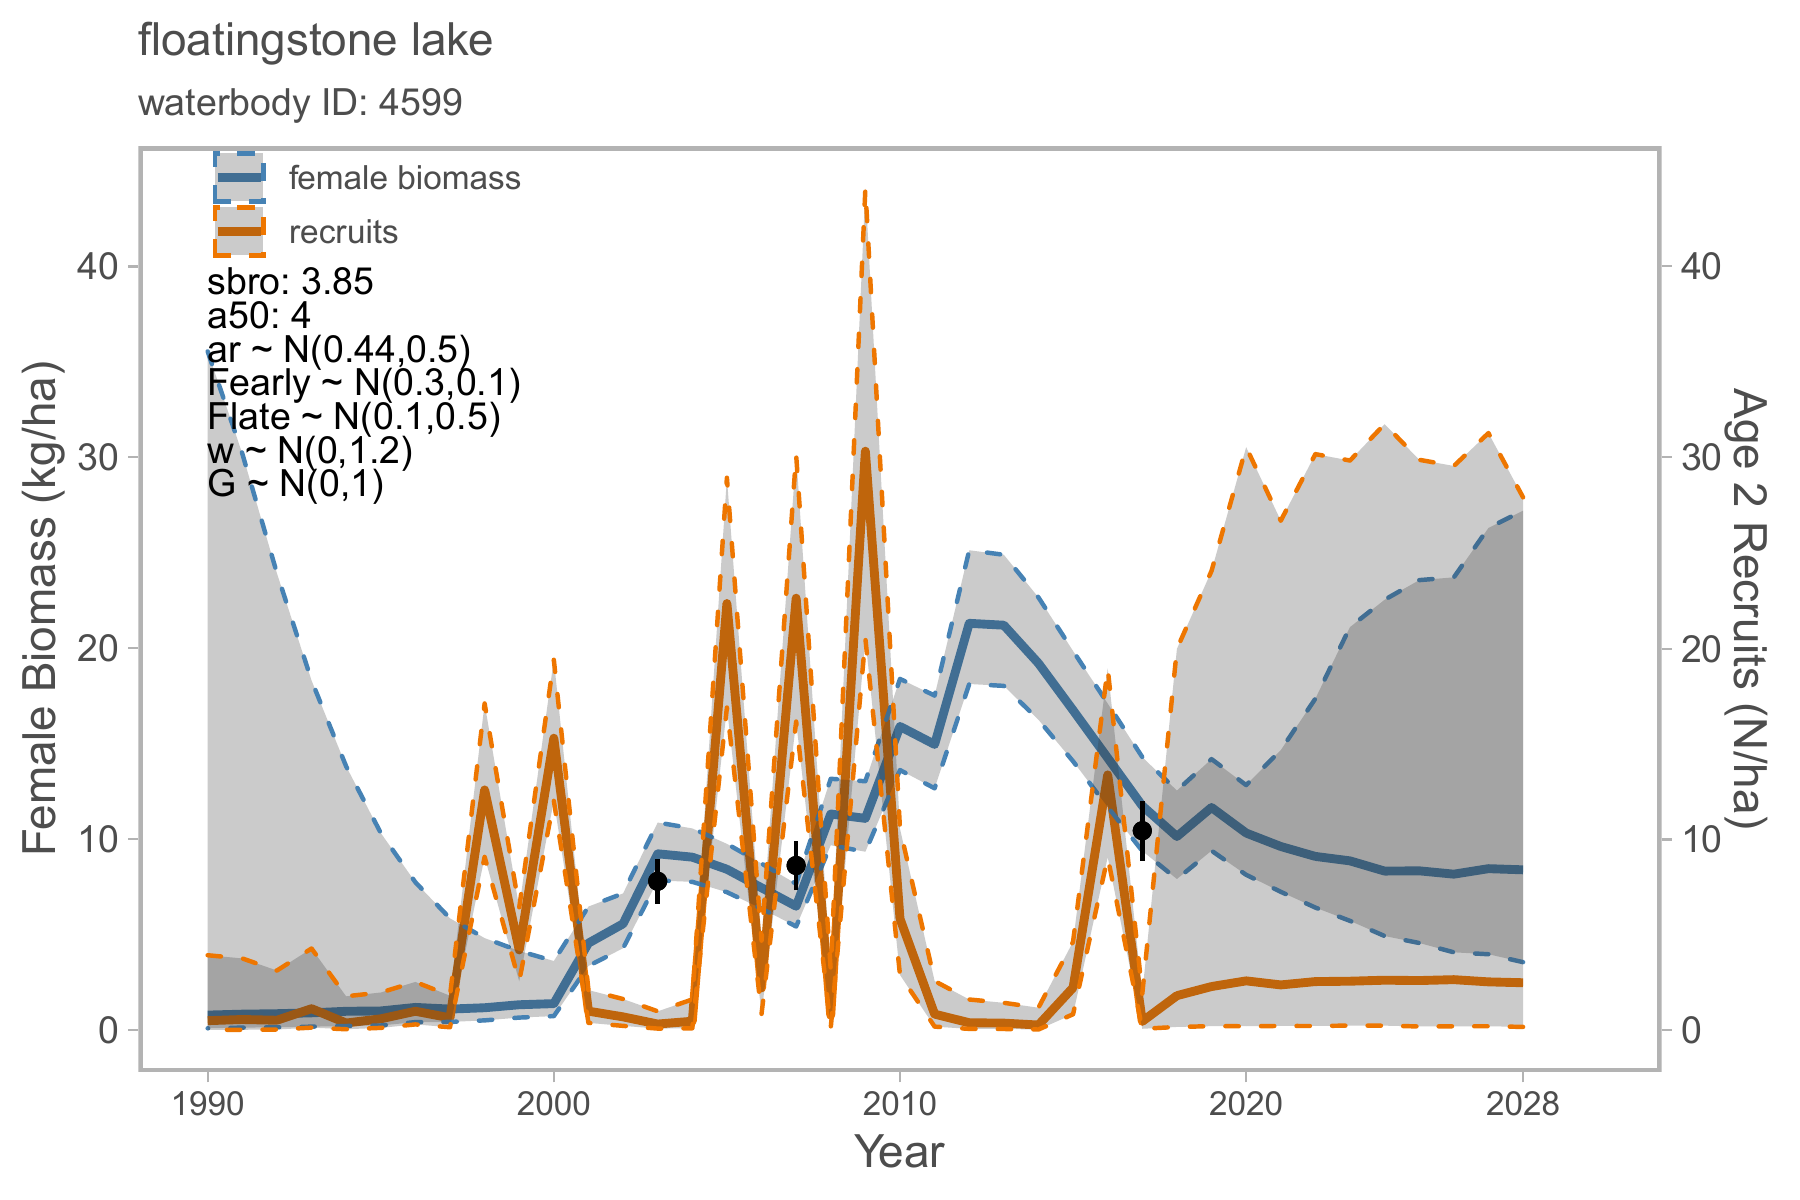 floatingstone lake
waterbody ID: 4599
female biomass
recruits
sbro: 3.85
a50: 4
ar ~ N(0.44,0.5)
Fearly ~ N(0.3,0.1)
Flate ~ N(0.1,0.5)
w ~ N(0,1.2)
G ~ N(0,1)
Female Biomass (kg/ha)
40
30
20
10
0
Age 2 Recruits (N/ha)
40
30
20
10
0
1990 2000 2010 2020 2028
Year